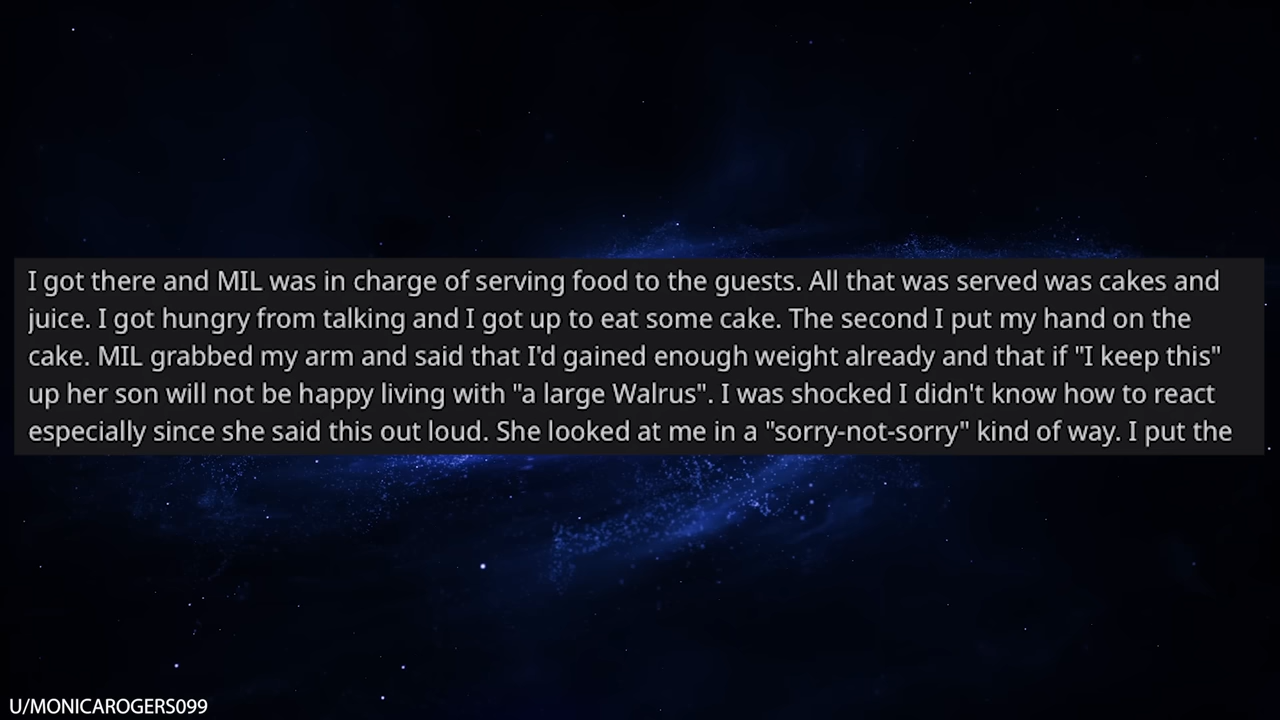 I got there and MIL was in charge of serving food to the guests. All that was served was cakes and
juice. I got hungry from talking and I got up to eat some cake. The second I put my hand on the
cake. MIL grabbed my arm and said that I'd gained enough weight already and that if "I keep this"
up her son will not be happy living with "a large Walrus". I was shocked I didn't know how to react
especially since she said this out loud. She looked at me in a "sorry-not-sorry" kind of way. I put the
U/MONICAROGERS099